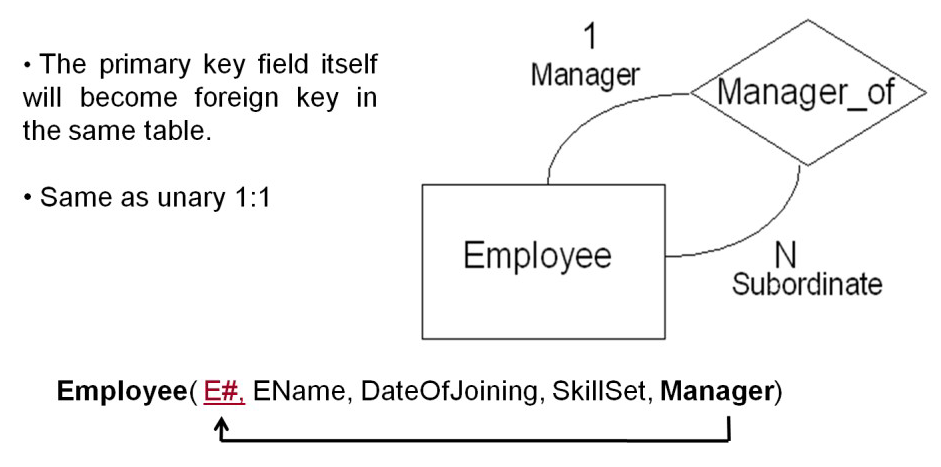 • The primary key field itself
will become foreign key in
the same table.
• Same as unary 1:1
1
Manager
Manager_of
Employee
N
Subordinate
Employee( E#, EName, DateOfJoining, SkillSet, Manager)